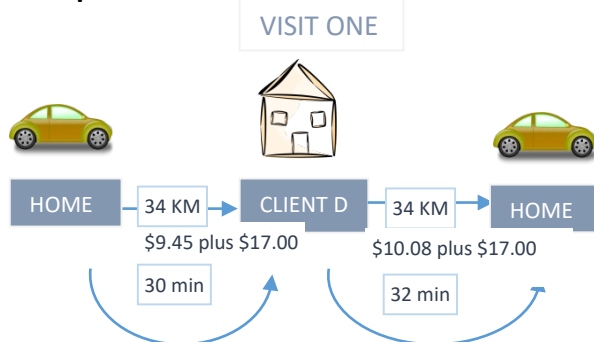 VISIT ONE
HOME
34 KM
CLIENT D
34 KM
HOME
$9.45 plus $17.00
$10.08 plus $17.00
30 min
32 min